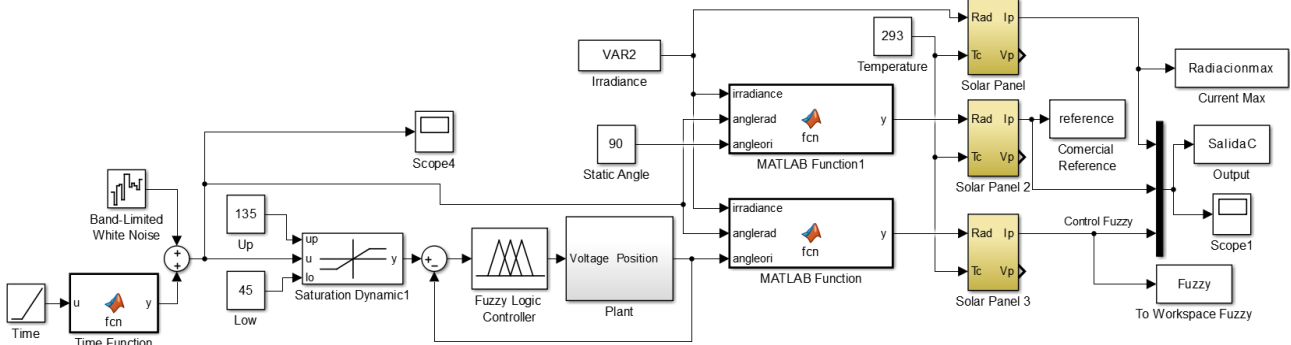 Rad Ip
Tc Vp
Solar Panel
293
Temperature
VAR2
Irradiance
Radiacionmax
Current Max
irradiance
anglerad
angleori
fcn
y
MATLAB Function1
Rad Ip
Tc Vp
Solar Panel 2
reference
Comercial
Reference
SalidaC
Output
Scope1
Scope4
90
Static Angle
Band-Limited
White Noise
135
Up
up
u
lo
y
Saturation Dynamic1
45
Low
Fuzzy Logic
Controller
Voltage Position
Plant
irradiance
anglerad
angleori
fcn
y
MATLAB Function
Rad Ip
Tc Vp
Solar Panel 3
Control Fuzzy
Fuzzy
To Workspace Fuzzy
Time
u
fcn
y
Time Function